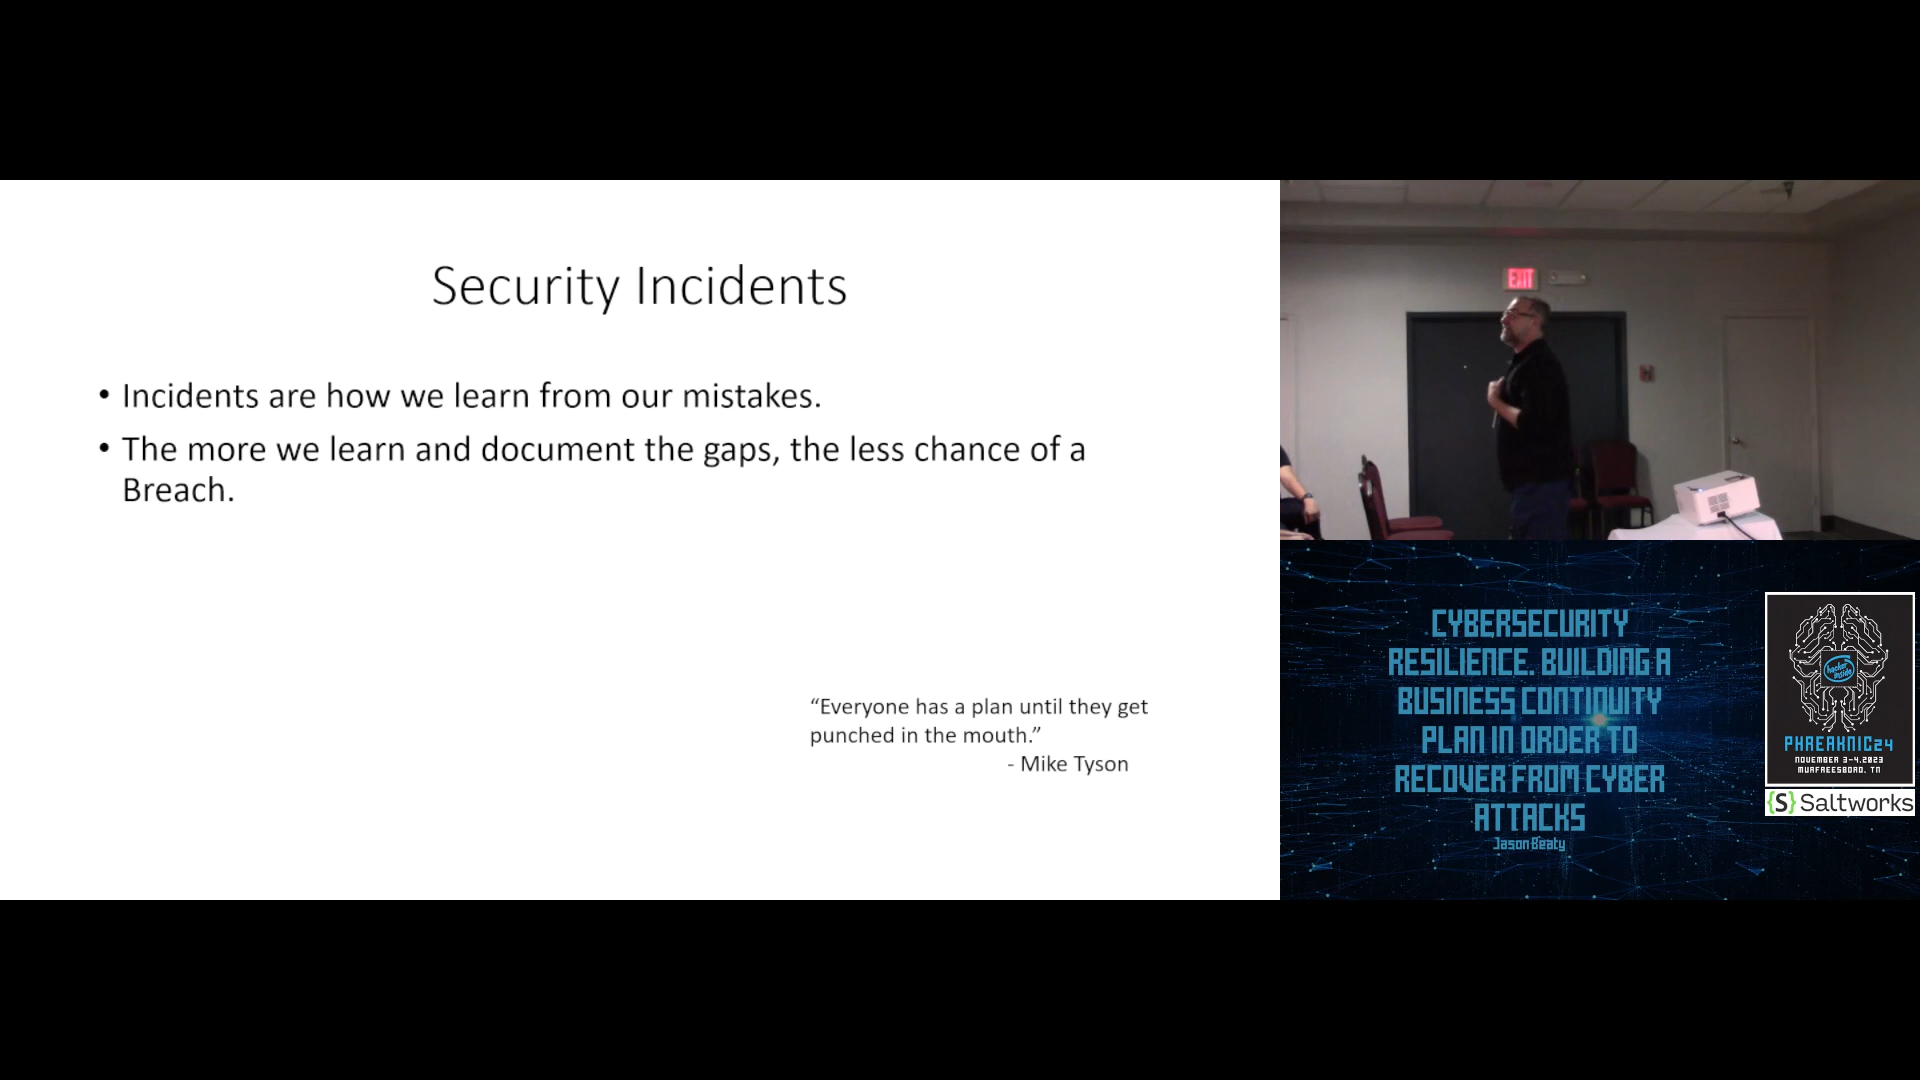 Security Incidents
• Incidents are how we learn from our mistakes.
• The more we learn and document the gaps, the less chance of a
Breach.
“Everyone has a plan until they get
punched in the mouth.”
- Mike Tyson
EXIT
CYBERSECURITY
RESILIENCE. BUILDING A
BUSINESS CONTINUITY
PLAN IN ORDER TO
RECOVER FROM CYBER
ATTACKS
Jason Beaty
hacker
inside
PHREAKNIC24
NOVEMBER 3-4.2023
MURFREESBORO, TN
{S} Saltworks